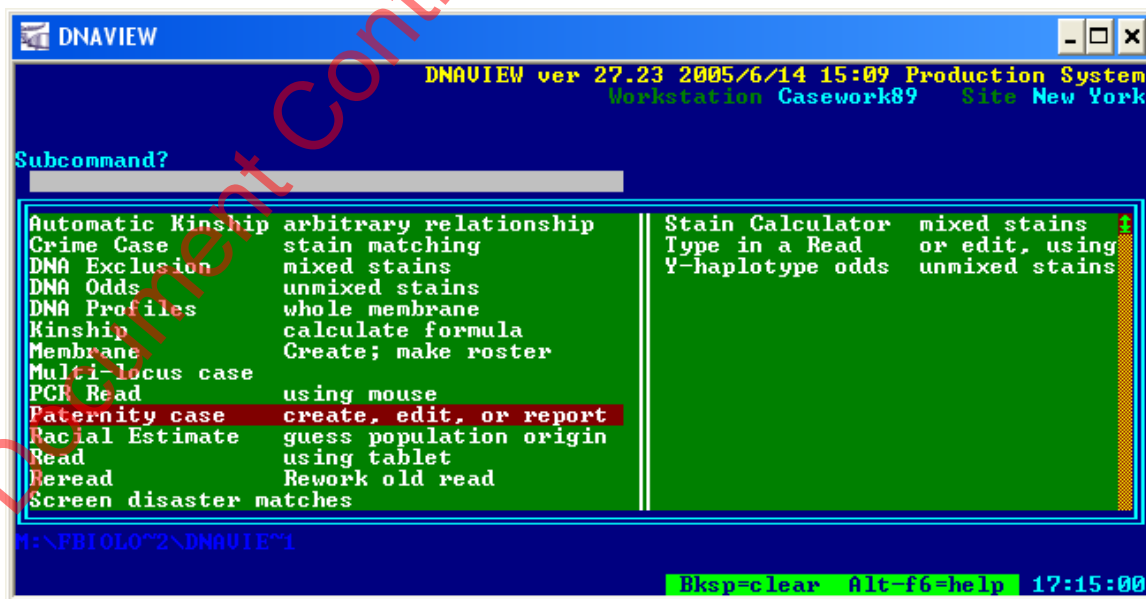 DNAVIEW
DNAVIEW ver 27.23 2005/6/14 15:09 Production System
Workstation Casework89 Site New York
Subcommand?
Automatic Kinship arbitrary relationship
Crime Case stain matching
DNA Exclusion mixed stains
DNA Odds unmixed stains
DNA Profiles whole membrane
Kinship calculate formula
Membrane Create; make roster
Multi-locus case
PCR Read using mouse
Paternity case create, edit, or report
Racial Estimate guess population origin
Read using tablet
Reread Rework old read
Screen disaster matches
Stain Calculator mixed stains
Type in a Read or edit, using
Y-haplotype odds unmixed stains
M:\FBIOLO~2\DNAVIE~1
Bksp=clear Alt-f6=help 17:15:00
Document Cont